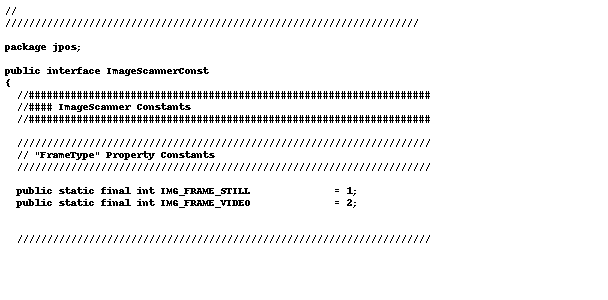 //
/////////////////////////////////////////////////////////////////////
package jpos;
public interface ImageScannerConst
{
//###################################################################
//#### ImageScanner Constants
//###################################################################
/////////////////////////////////////////////////////////////////////
// "FrameType" Property Constants
/////////////////////////////////////////////////////////////////////
public static final int IMG_FRAME_STILL = 1;
public static final int IMG_FRAME_VIDEO = 2;
/////////////////////////////////////////////////////////////////////